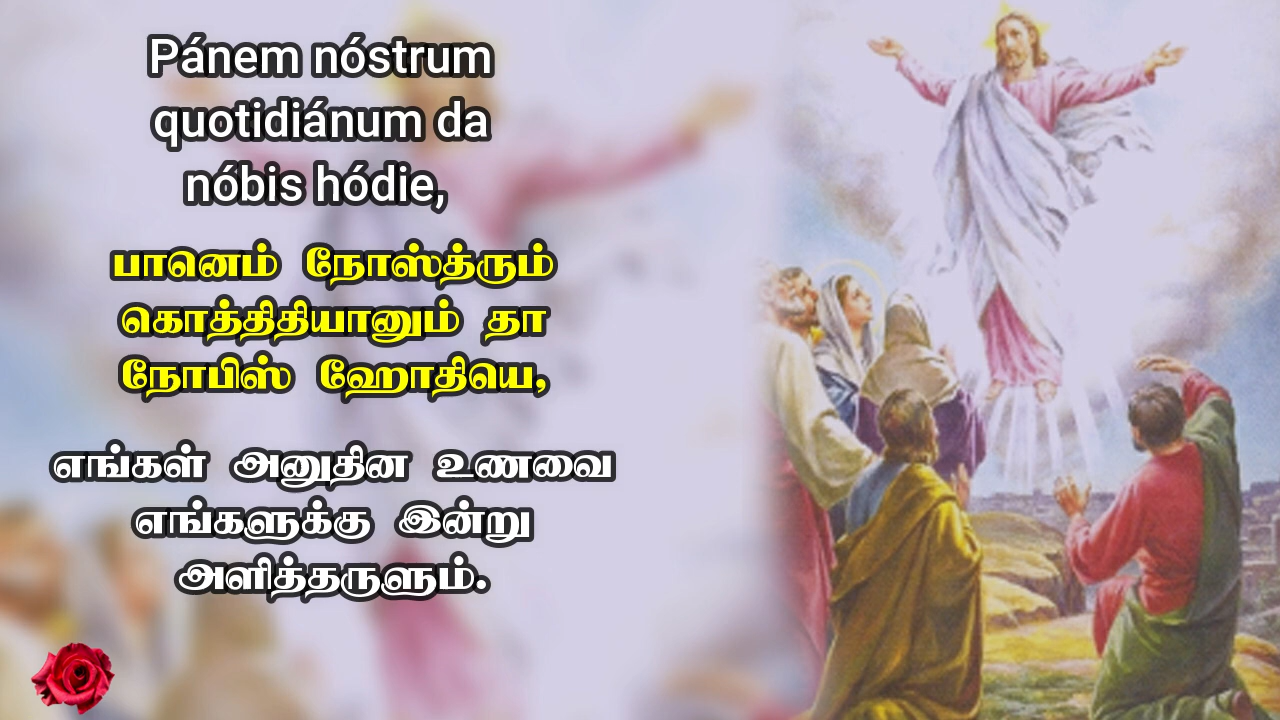 Pánem nóstrum
quotidiánum da
nóbis hódie,
பானெம் நோஸ்த்ரும்
கொத்திதியானும் தா
நோபிஸ் ஹோதியெ,
எங்கள் அனுதின உணவை
எங்களுக்கு இன்று
அளித்தருளும்.